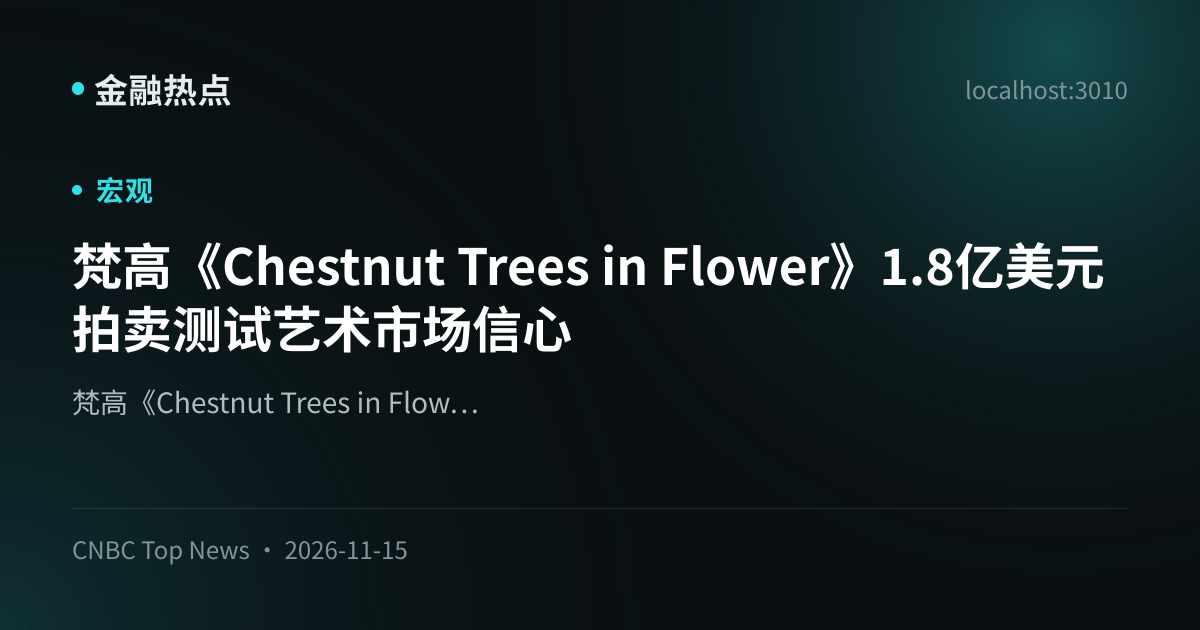 金融热点
localhost:3010
宏观
梵高《Chestnut Trees in Flower》1.8亿美元
拍卖测试艺术市场信心
梵高《Chestnut Trees in Flow…
CNBC Top News · 2026-11-15